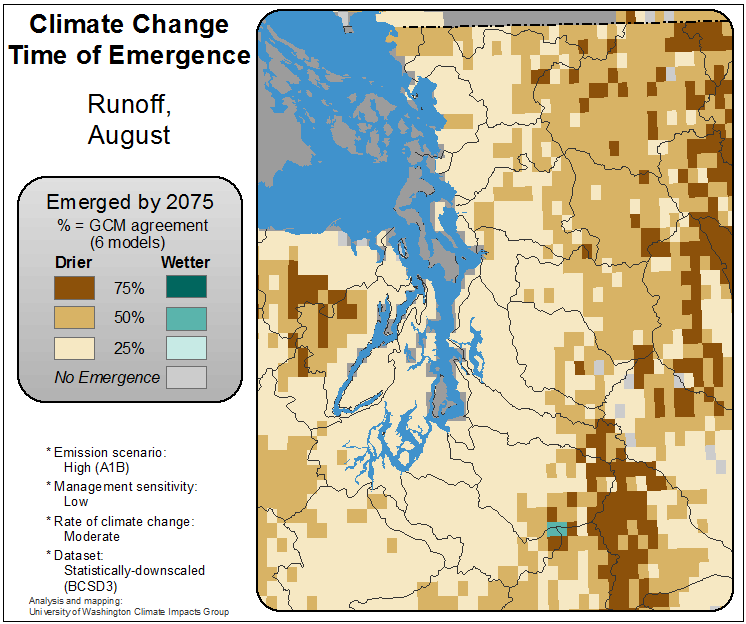 Climate Change
Time of Emergence
Runoff,
August
Emerged by 2075
% = GCM agreement
(6 models)
Drier Wetter
75%
50%
25%
No Emergence
* Emission scenario:
High (A1B)
* Management sensitivity:
Low
* Rate of climate change:
Moderate
* Dataset:
Statistically-downscaled
(BCSD3)
Analysis and mapping:
University of Washington Climate Impacts Group